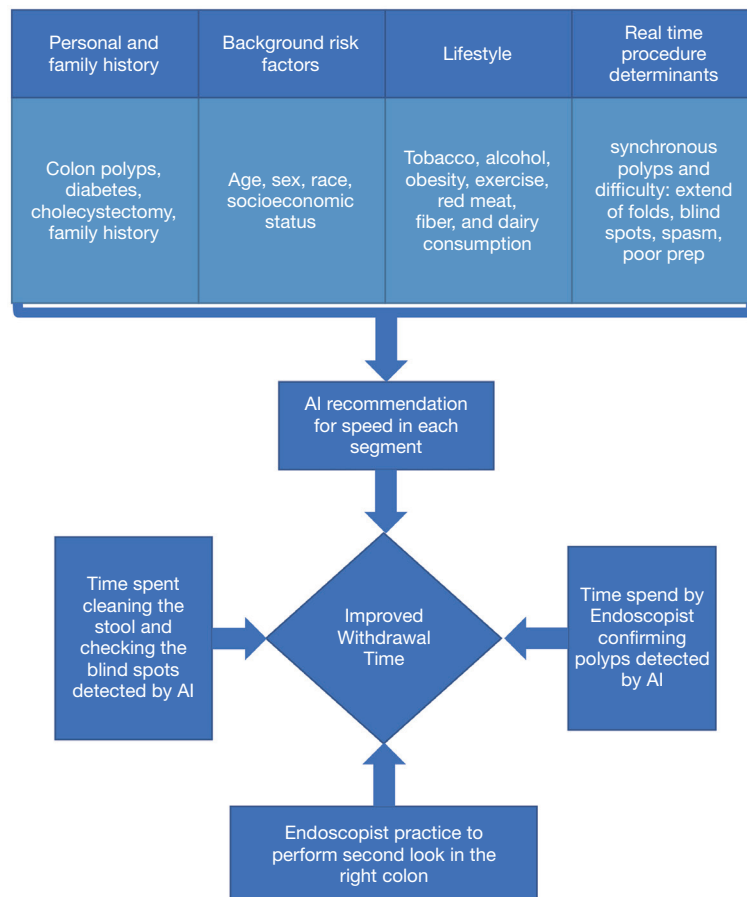 Personal and
family history
Background risk
factors
Lifestyle
Real time
procedure
determinants
Colon polyps,
diabetes,
cholecystectomy,
family history
Age, sex, race,
socioeconomic
status
Tobacco, alcohol,
obesity, exercise,
red meat,
fiber, and dairy
consumption
synchronous
polyps and
difficulty: extend
of folds, blind
spots, spasm,
poor prep
AI recommendation
for speed in each
segment
Time spent
cleaning the
stool and
checking the
blind spots
detected by AI
Improved
Withdrawal
Time
Time spend by
Endoscopist
confirming
polyps detected
by AI
Endoscopist practice to
perform second look in the
right colon